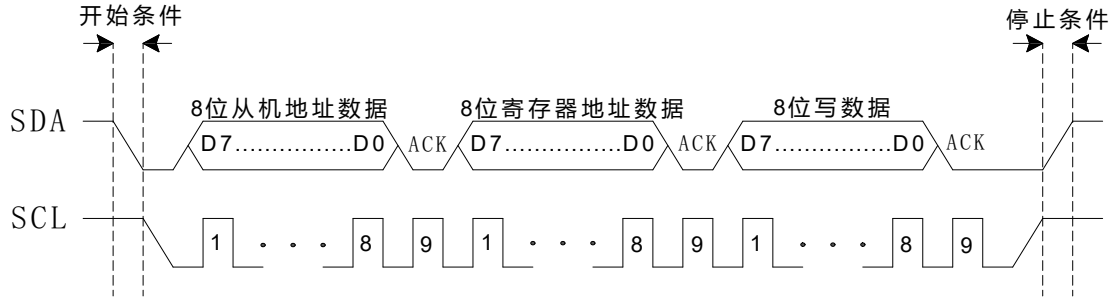 开始条件
停止条件
8位从机地址数据
8位寄存器地址数据
8位写数据
SDA
D7................D0
ACK
D7................D0
ACK
D7................D0
ACK
SCL
1 · · · 8 9 1 · · · 8 9 1 · · · 8 9